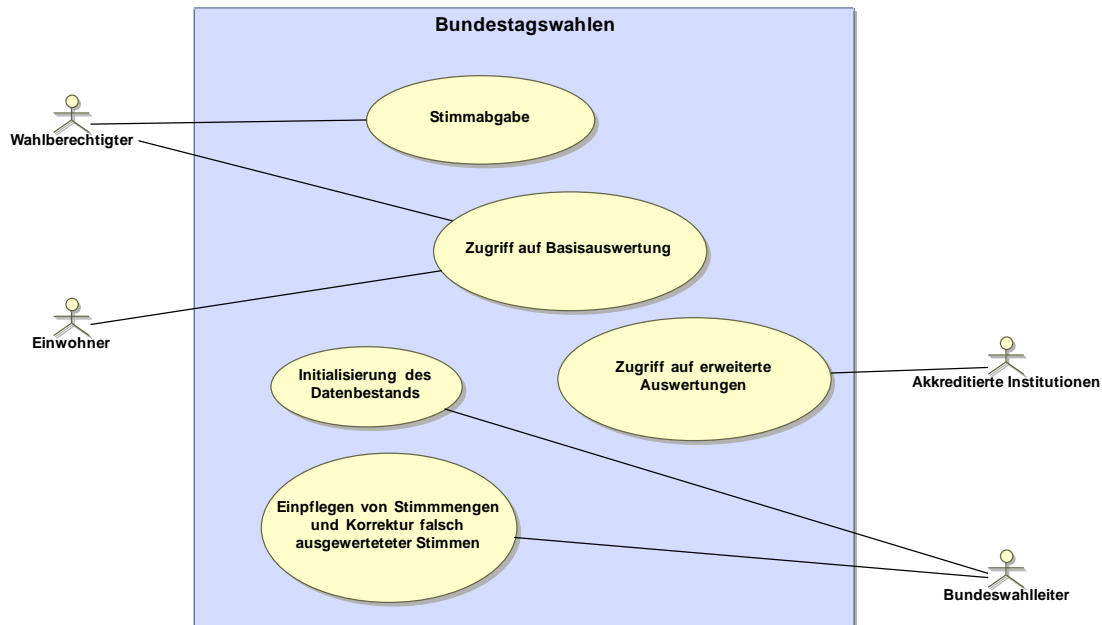 Bundestagswahlen
Stimmabgabe
Wahlberechtigter
Zugriff auf Basisauswertung
Einwohner
Initialisierung des
Datenbestands
Zugriff auf erweiterte
Auswertungen
Akkreditierte Institutionen
Einpflegen von Stimmmengen
und Korrektur falsch
ausgewerteteter Stimmen
Bundeswahlleiter